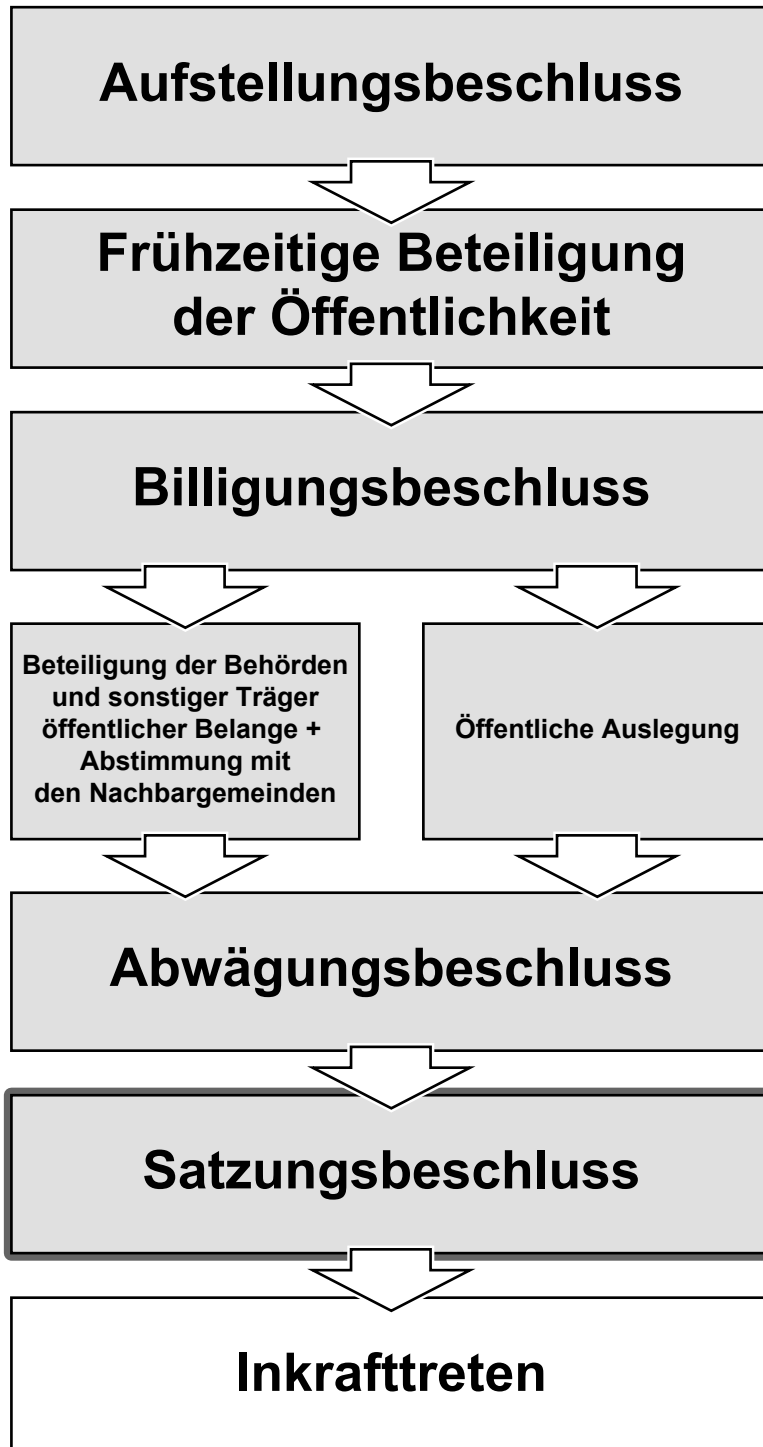 Aufstellungsbeschluss
Frühzeitige Beteiligung
der Öffentlichkeit
Billigungsbeschluss
Beteiligung der Behörden
und sonstiger Träger
öffentlicher Belange +
Abstimmung mit
den Nachbargemeinden
Öffentliche Auslegung
Abwägungsbeschluss
Satzungsbeschluss
Inkrafttreten